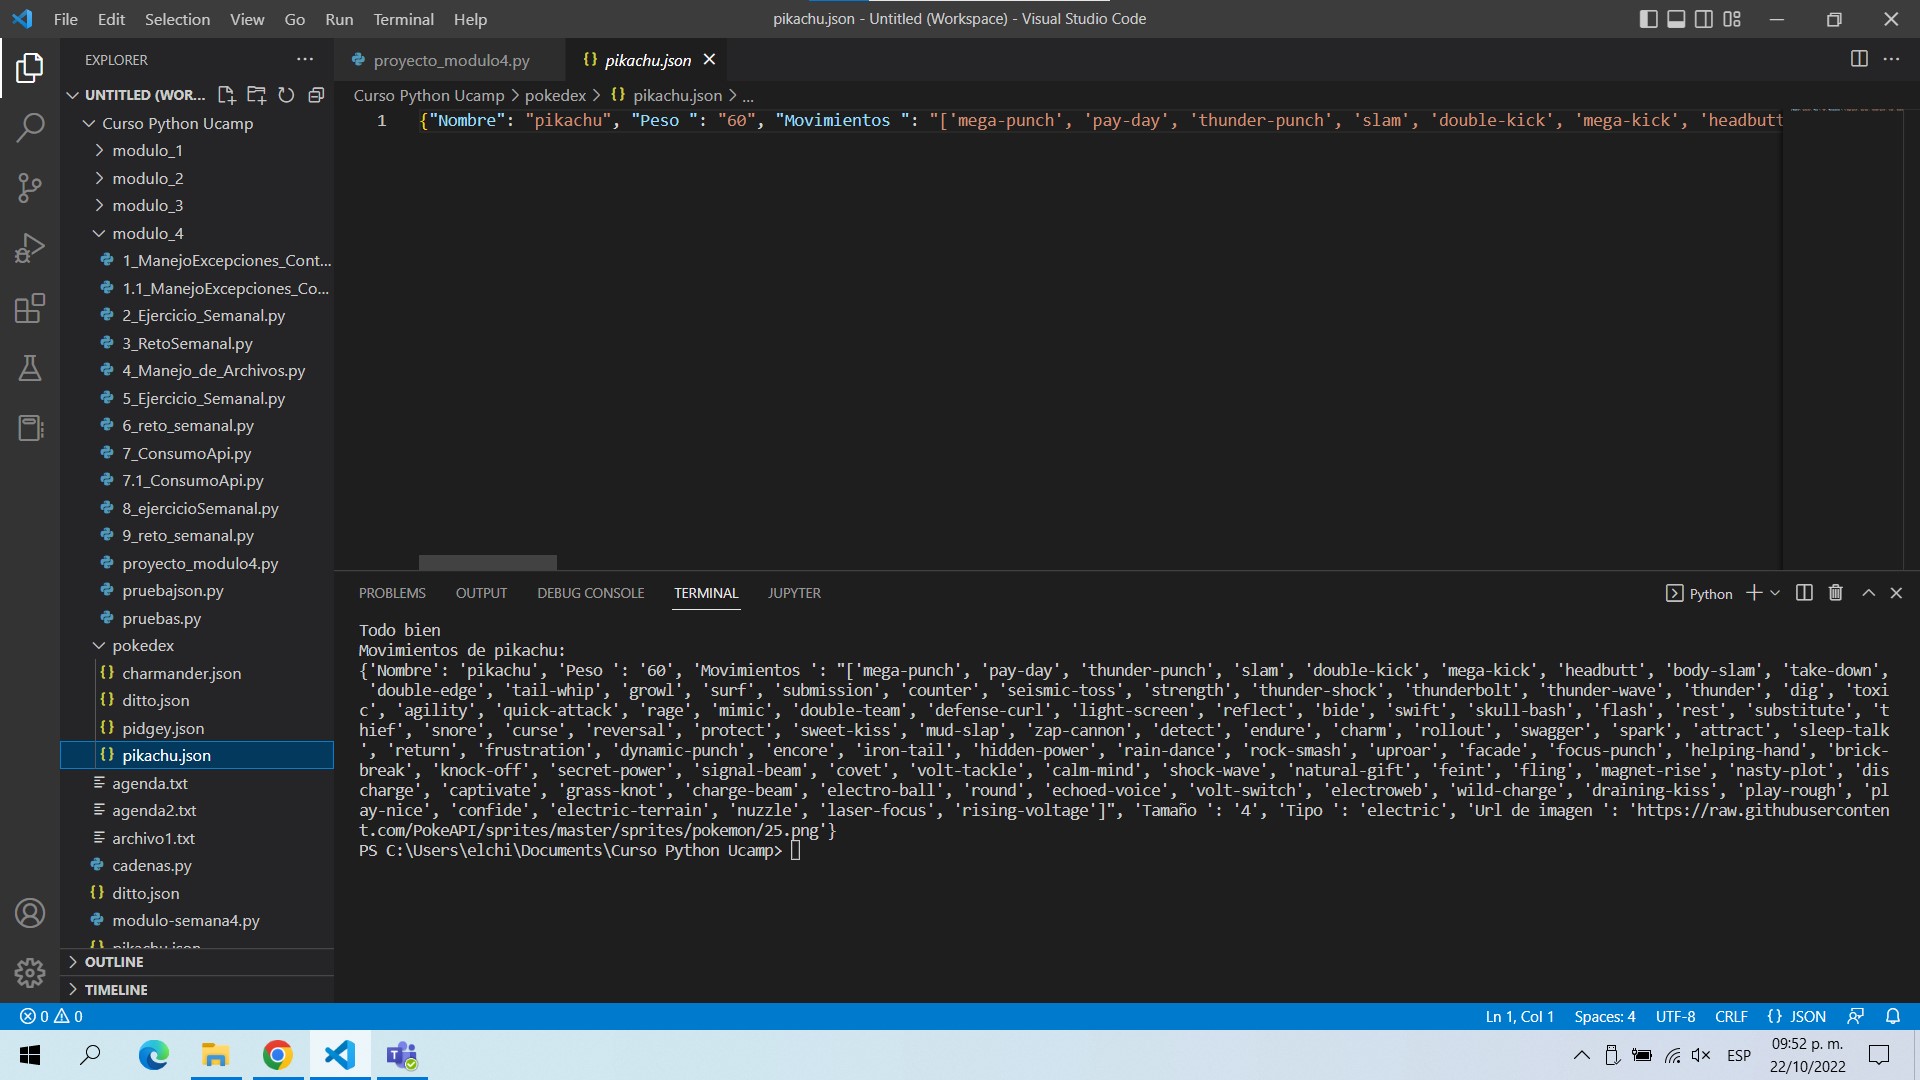 File Edit Selection View Go Run Terminal Help
pikachu.json - Untitled (Workspace) - Visual Studio Code
EXPLORER
UNTITLED (WOR...
Curso Python Ucamp
modulo_1
modulo_2
modulo_3
modulo_4
1_ManejoExcepciones_Cont...
1.1_ManejoExcepciones_Co...
2_Ejercicio_Semanal.py
3_RetoSemanal.py
4_Manejo_de_Archivos.py
5_Ejercicio_Semanal.py
6_reto_semanal.py
7_ConsumoApi.py
7.1_ConsumoApi.py
8_ejercicioSemanal.py
9_reto_semanal.py
proyecto_modulo4.py
pruebajson.py
pruebas.py
pokedex
charmander.json
ditto.json
pidgey.json
pikachu.json
agenda.txt
agenda2.txt
archivo1.txt
cadenas.py
ditto.json
modulo-semana4.py
pikachu.json
OUTLINE
TIMELINE
proyecto_modulo4.py
pikachu.json
Curso Python Ucamp > pokedex > {} pikachu.json > ...
1 {"Nombre": "pikachu", "Peso ": "60", "Movimientos ": "['mega-punch', 'pay-day', 'thunder-punch', 'slam', 'double-kick', 'mega-kick', 'headbutt
PROBLEMS OUTPUT DEBUG CONSOLE TERMINAL JUPYTER
Python
Todo bien
Movimientos de pikachu:
{'Nombre': 'pikachu', 'Peso ': '60', 'Movimientos ': "['mega-punch', 'pay-day', 'thunder-punch', 'slam', 'double-kick', 'mega-kick', 'headbutt', 'body-slam', 'take-down',
'double-edge', 'tail-whip', 'growl', 'surf', 'submission', 'counter', 'seismic-toss', 'strength', 'thunder-shock', 'thunderbolt', 'thunder-wave', 'thunder', 'dig', 'toxi
c', 'agility', 'quick-attack', 'rage', 'mimic', 'double-team', 'defense-curl', 'light-screen', 'reflect', 'bide', 'swift', 'skull-bash', 'flash', 'rest', 'substitute', 't
hief', 'snore', 'curse', 'reversal', 'protect', 'sweet-kiss', 'mud-slap', 'zap-cannon', 'detect', 'endure', 'charm', 'rollout', 'swagger', 'spark', 'attract', 'sleep-talk
', 'return', 'frustration', 'dynamic-punch', 'encore', 'iron-tail', 'hidden-power', 'rain-dance', 'rock-smash', 'uproar', 'facade', 'focus-punch', 'helping-hand', 'brick-
break', 'knock-off', 'secret-power', 'signal-beam', 'covet', 'volt-tackle', 'calm-mind', 'shock-wave', 'natural-gift', 'feint', 'fling', 'magnet-rise', 'nasty-plot', 'dis
charge', 'captivate', 'grass-knot', 'charge-beam', 'electro-ball', 'round', 'echoed-voice', 'volt-switch', 'electroweb', 'wild-charge', 'draining-kiss', 'play-rough', 'pl
ay-nice', 'confide', 'electric-terrain', 'nuzzle', 'laser-focus', 'rising-voltage']", 'Tamaño ': '4', 'Tipo ': 'electric', 'Url de imagen ': 'https://raw.githubuserconten
t.com/PokeAPI/sprites/master/sprites/pokemon/25.png'}
PS C:\Users\elchi\Documents\Curso Python Ucamp>
0 0
Ln 1, Col 1 Spaces: 4 UTF-8 CRLF {} JSON
ESP
09:52 p. m.
22/10/2022